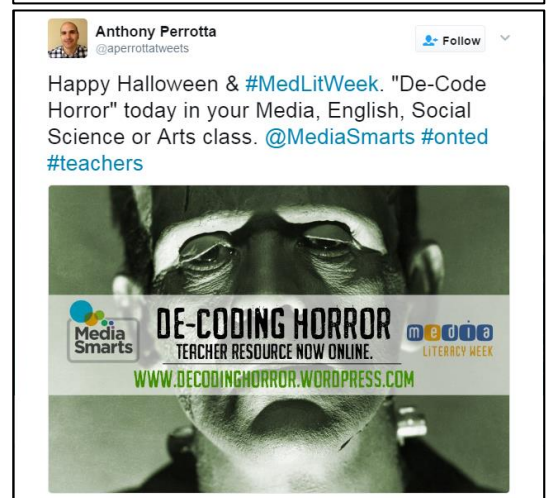 Anthony Perrotta
@aperrottatweets
Follow
Happy Halloween & #MedLitWeek. "De-Code
Horror" today in your Media, English, Social
Science or Arts class. @MediaSmarts #onted
#teachers
Media
Smarts
DE-CODING HORROR
TEACHER RESOURCE NOW ONLINE.
WWW.DECODINGHORROR.WORDPRESS.COM
media
LITERACY WEEK